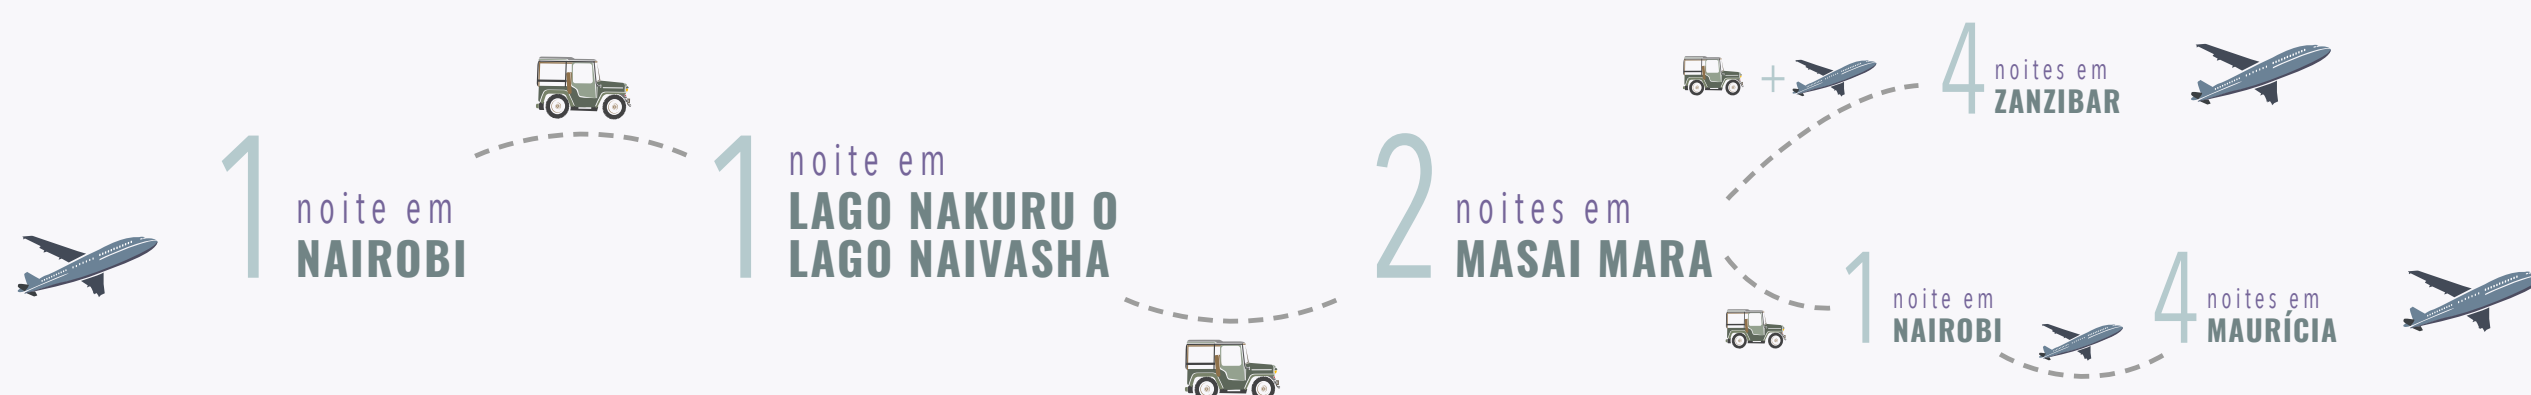 1 noite em
NAIROBI
1 noite em
LAGO NAKURU O
LAGO NAIVASHA
2 noites em
MASAI MARA
+
4 noites em
ZANZIBAR
1 noite em
NAIROBI
4 noites em
MAURÍCIA